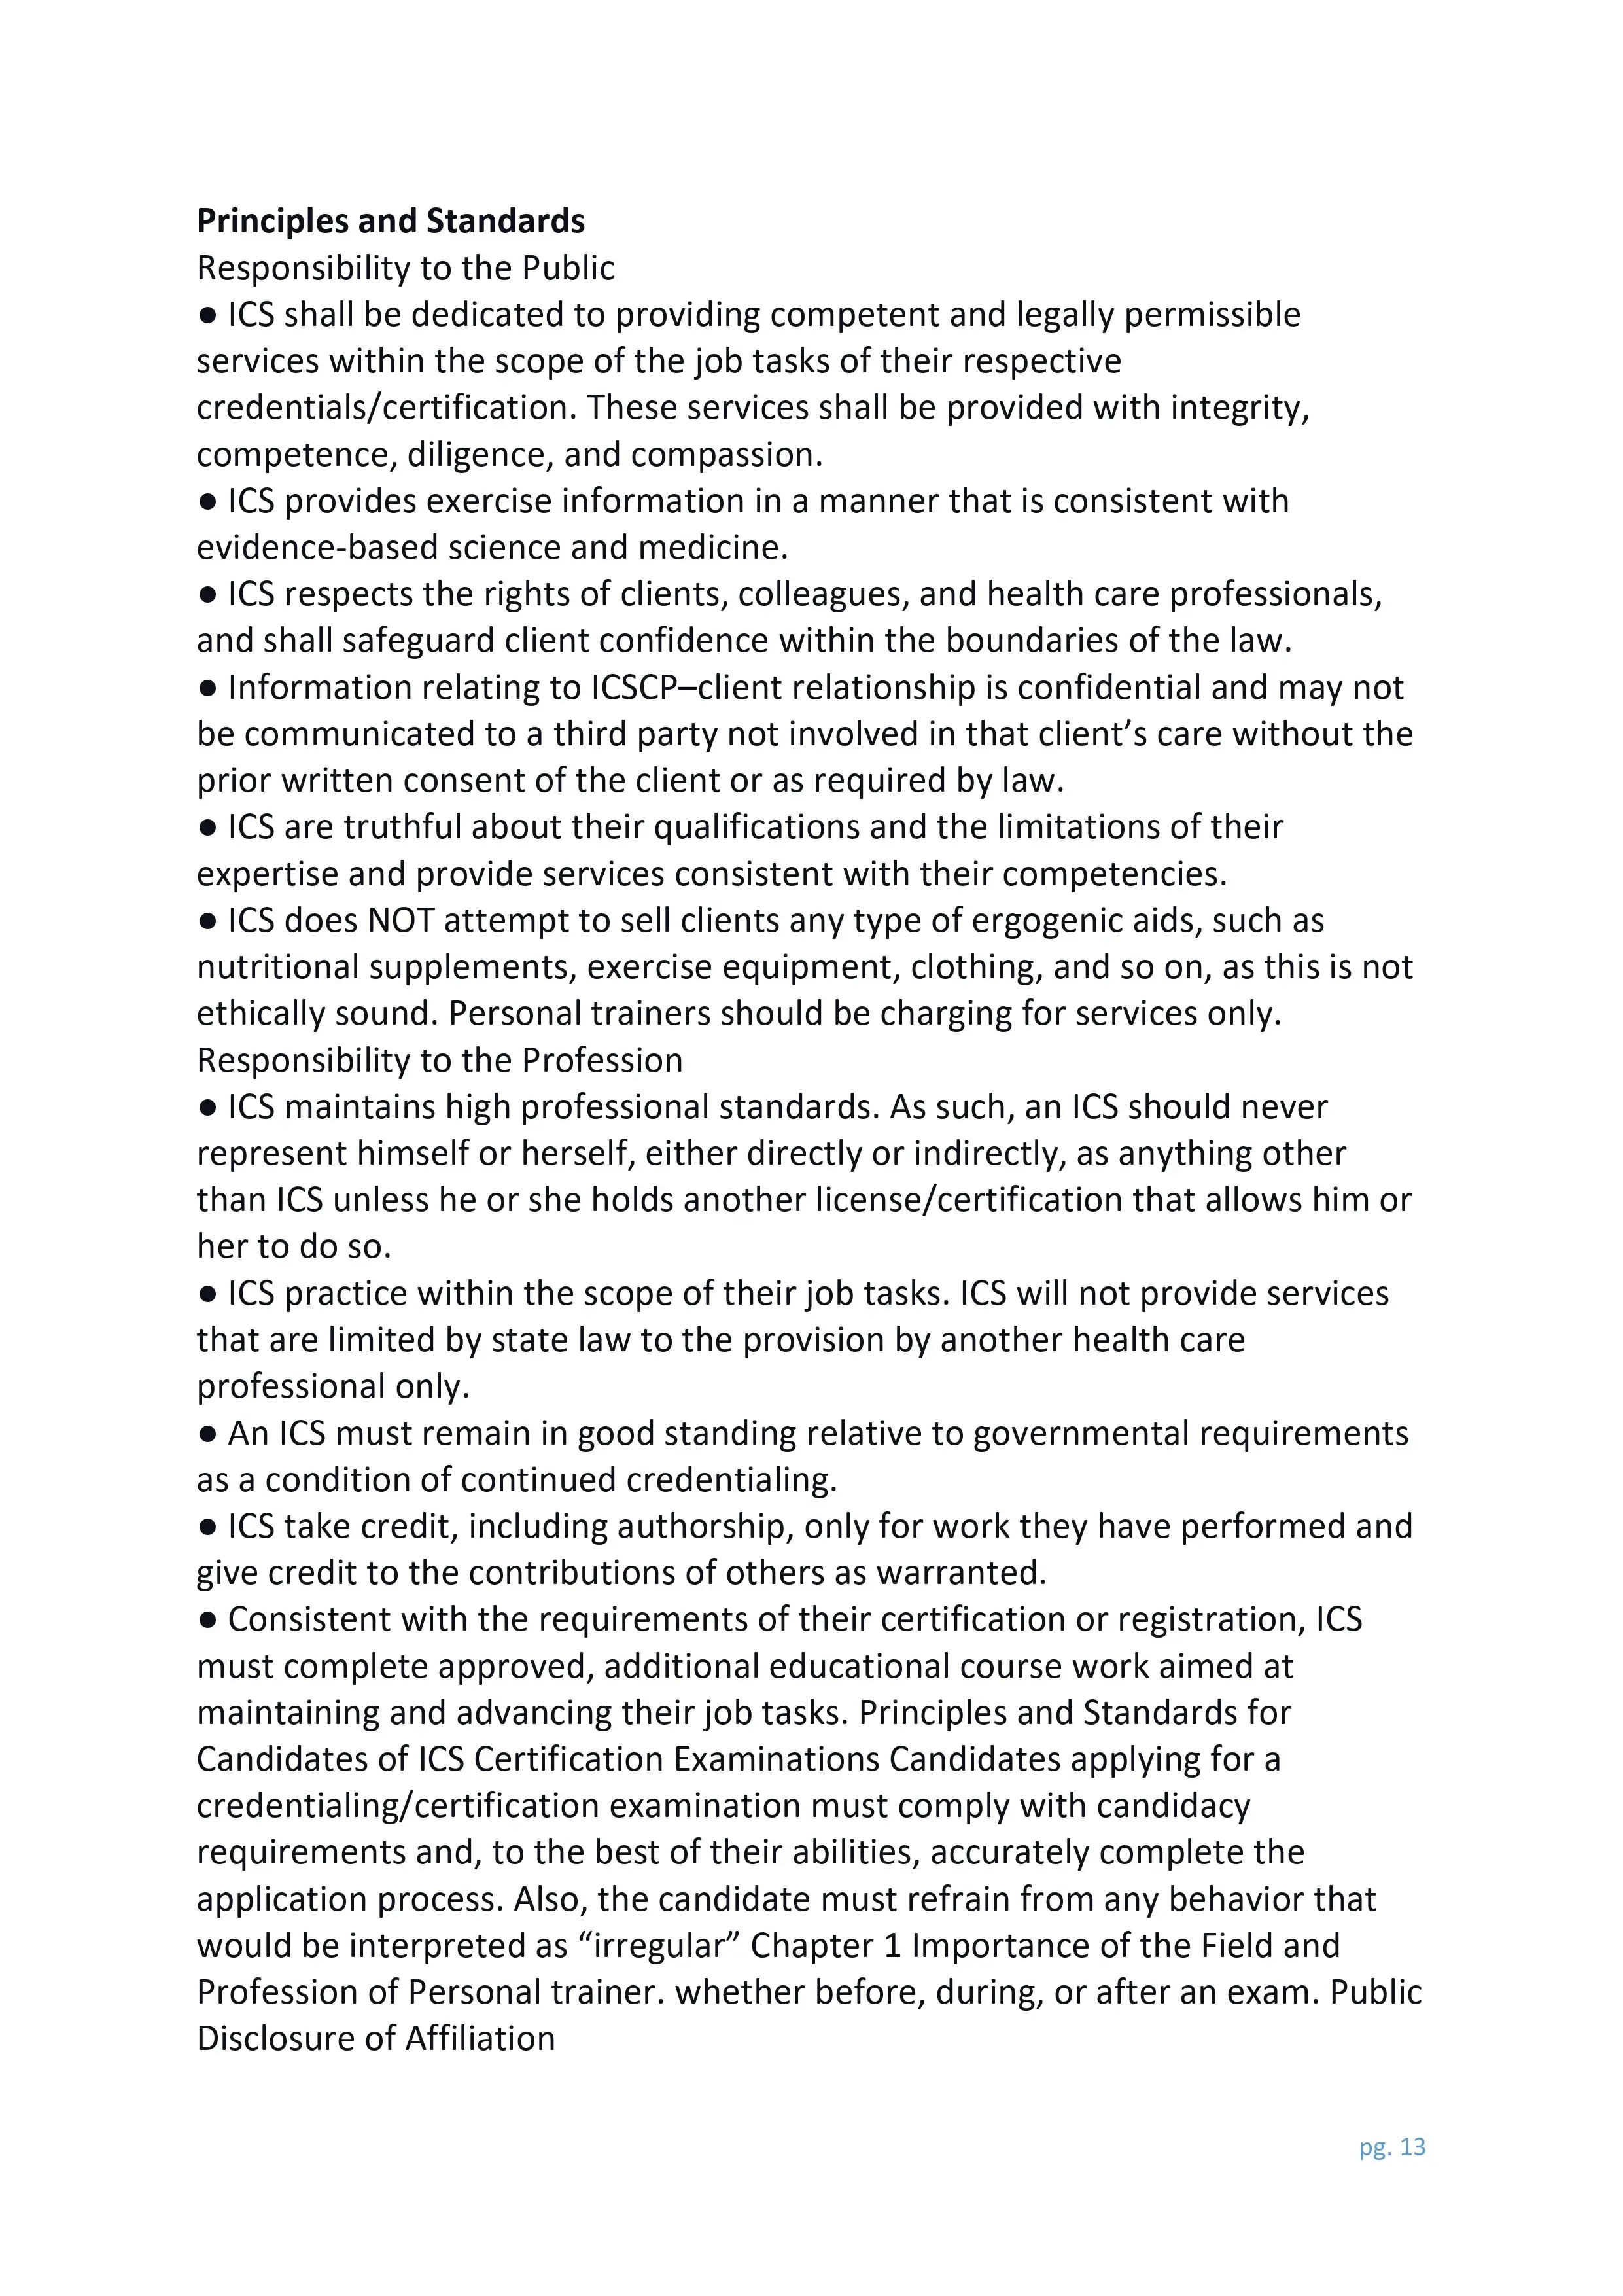 Principles and Standards
Responsibility to the Public
● ICS shall be dedicated to providing competent and legally permissible
services within the scope of the job tasks of their respective
credentials/certification. These services shall be provided with integrity,
competence, diligence, and compassion.
● ICS provides exercise information in a manner that is consistent with
evidence-based science and medicine.
● ICS respects the rights of clients, colleagues, and health care professionals,
and shall safeguard client confidence within the boundaries of the law.
● Information relating to ICSCP–client relationship is confidential and may not
be communicated to a third party not involved in that client’s care without the
prior written consent of the client or as required by law.
● ICS are truthful about their qualifications and the limitations of their
expertise and provide services consistent with their competencies.
● ICS does NOT attempt to sell clients any type of ergogenic aids, such as
nutritional supplements, exercise equipment, clothing, and so on, as this is not
ethically sound. Personal trainers should be charging for services only.
Responsibility to the Profession
● ICS maintains high professional standards. As such, an ICS should never
represent himself or herself, either directly or indirectly, as anything other
than ICS unless he or she holds another license/certification that allows him or
her to do so.
● ICS practice within the scope of their job tasks. ICS will not provide services
that are limited by state law to the provision by another health care
professional only.
● An ICS must remain in good standing relative to governmental requirements
as a condition of continued credentialing.
● ICS take credit, including authorship, only for work they have performed and
give credit to the contributions of others as warranted.
● Consistent with the requirements of their certification or registration, ICS
must complete approved, additional educational course work aimed at
maintaining and advancing their job tasks. Principles and Standards for
Candidates of ICS Certification Examinations Candidates applying for a
credentialing/certification examination must comply with candidacy
requirements and, to the best of their abilities, accurately complete the
application process. Also, the candidate must refrain from any behavior that
would be interpreted as “irregular” Chapter 1 Importance of the Field and
Profession of Personal trainer. whether before, during, or after an exam. Public
Disclosure of Affiliation
pg. 13